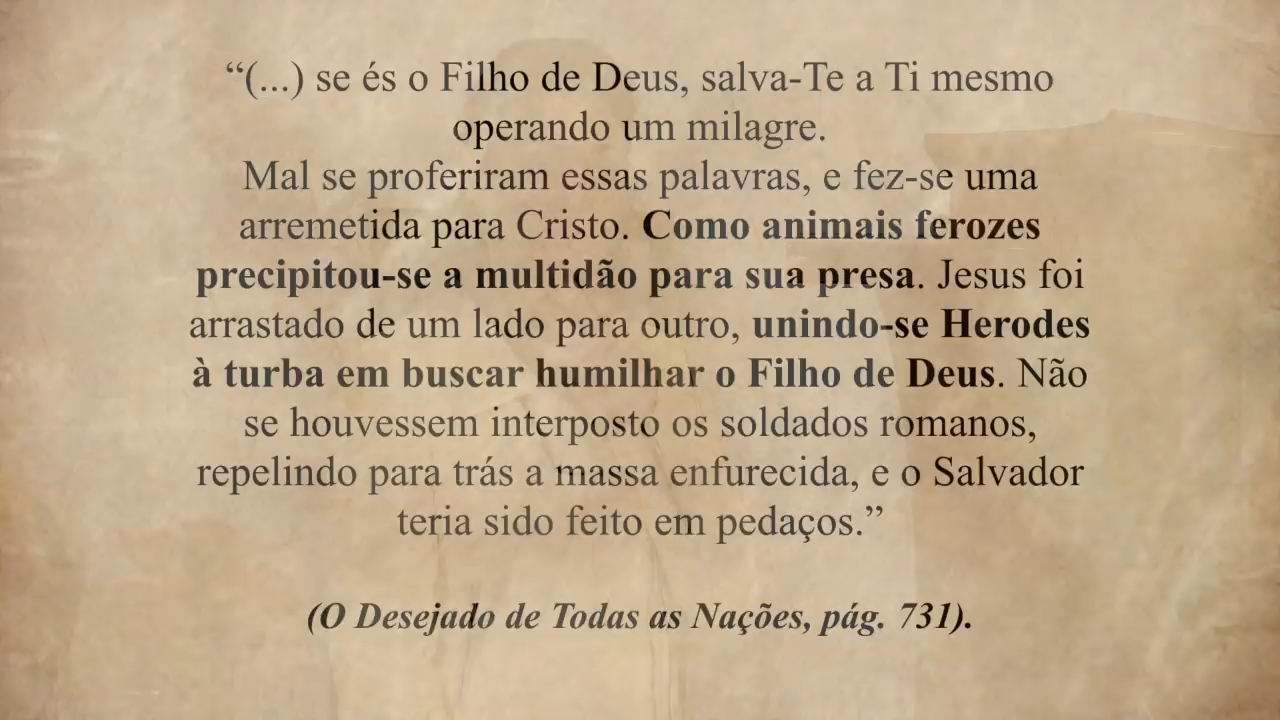 “(...) se és o Filho de Deus, salva-Te a Ti mesmo
operando um milagre.
Mal se proferiram essas palavras, e fez-se uma
arremetida para Cristo. Como animais ferozes
precipitou-se a multidão para sua presa. Jesus foi
arrastado de um lado para outro, unindo-se Herodes
à turba em buscar humilhar o Filho de Deus. Não
se houvessem interposto os soldados romanos,
repelindo para trás a massa enfurecida, e o Salvador
teria sido feito em pedaços.”
(O Desejado de Todas as Nações, pág. 731).